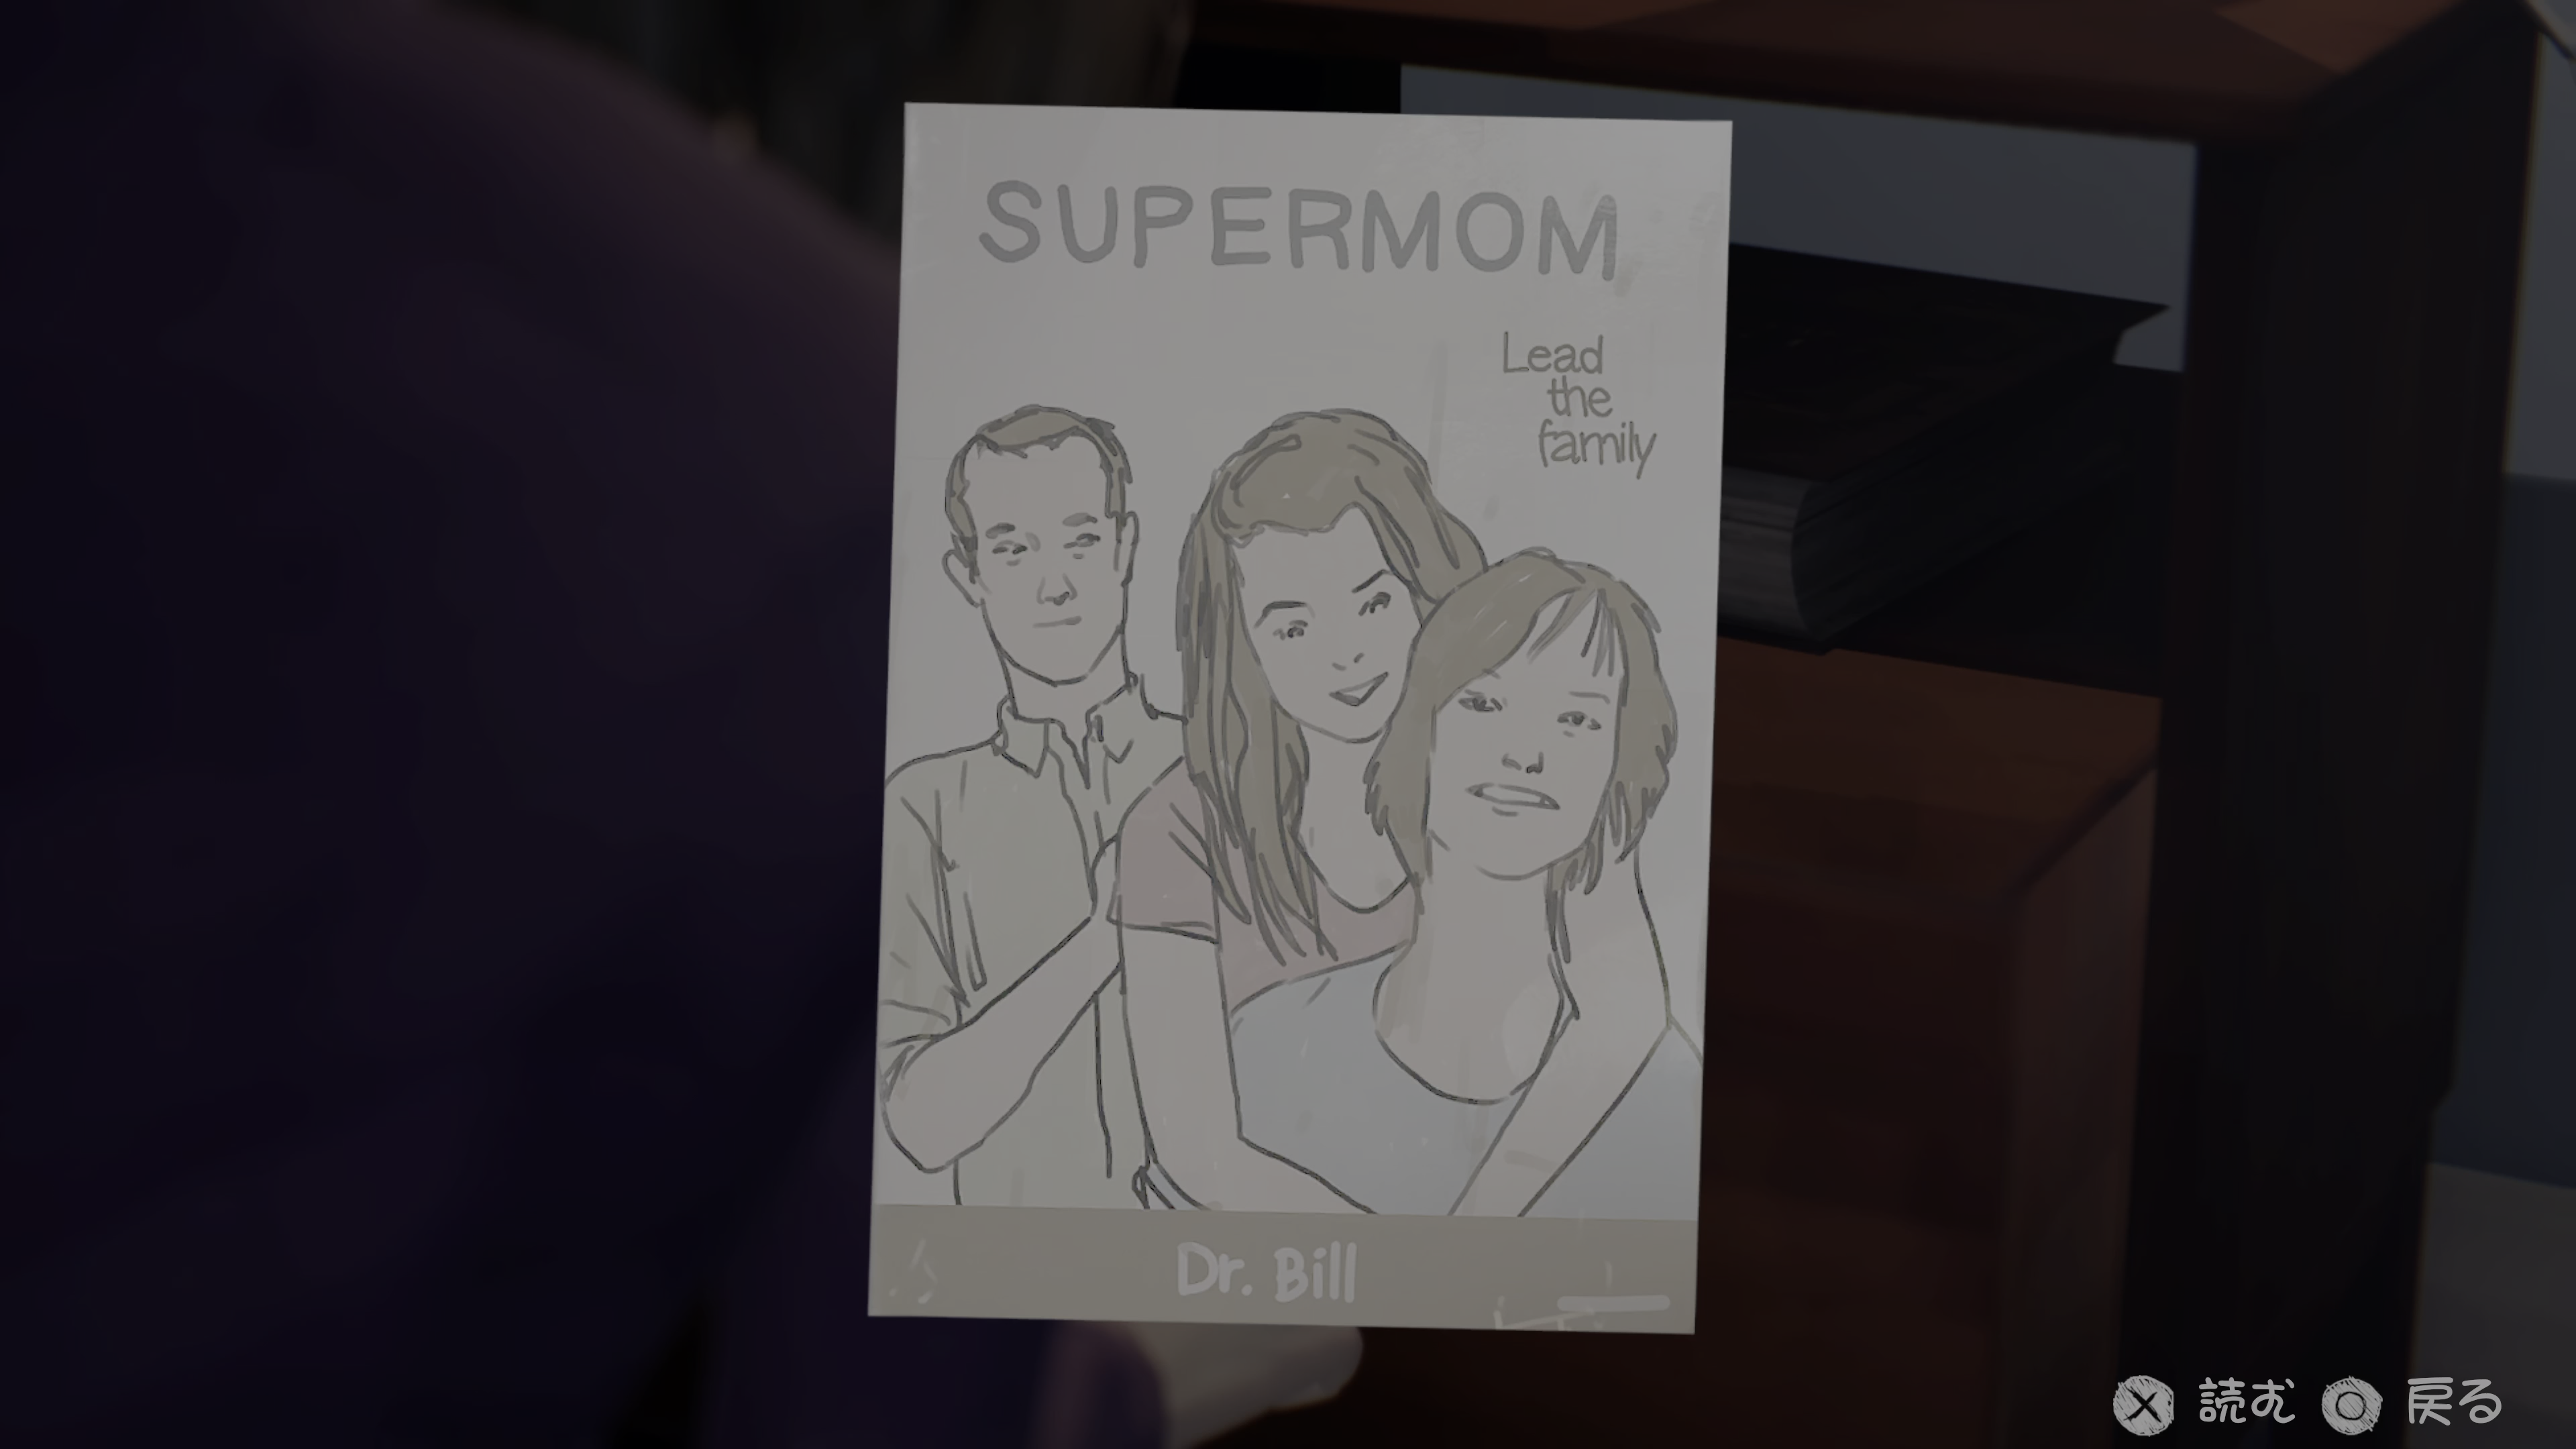 SUPERMOM
Lead
the
family
Dr. Bill
読む 戻る